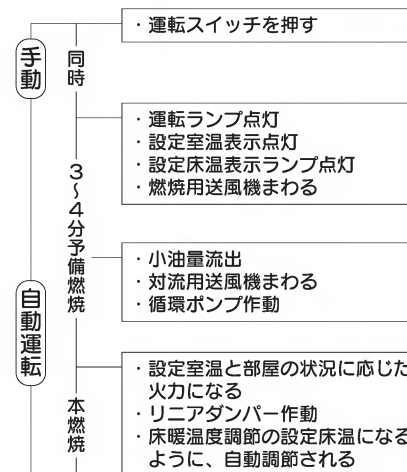 ・運転スイッチを押す
手動
同時
・運転ランプ点灯
・設定室温表示点灯
・設定床温表示ランプ点灯
・燃焼用送風機まわる
3～4分予備燃焼
・小油量流出
・対流用送風機まわる
・循環ポンプ作動
自動運転
・設定室温と部屋の状況に応じた
火力になる
・リニアダンパー作動
・床暖温度調節の設定床温になる
ように、自動調節される
本燃焼